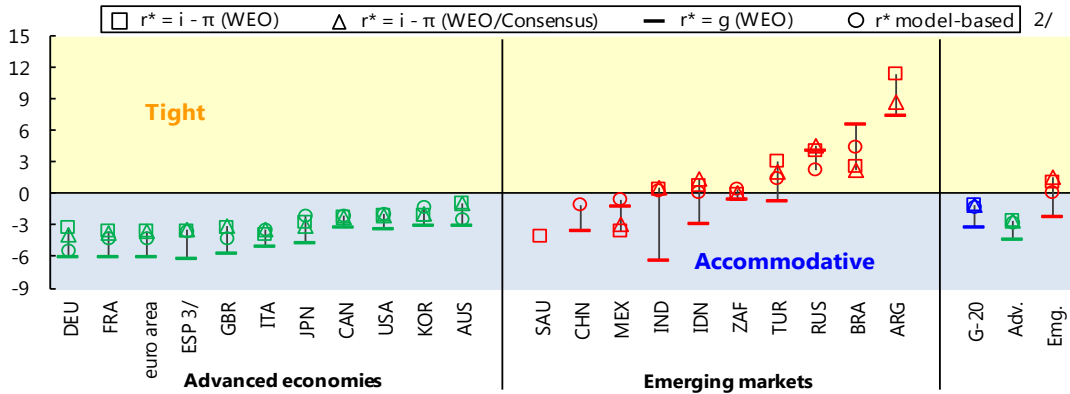 r* = i - π (WEO) r* = i - π (WEO/Consensus) r* = g (WEO) r* model-based 2/
15
12
9
6
3
0
-3
-6
-9
Tight
Accommodative
DEU FRA euro area ESP 3/ GBR ITA JPN CAN USA KOR AUS SAU CHN MEX IND IDN ZAF TUR RUS BRA ARG G-20 Adv. Emg.
Advanced economies Emerging markets